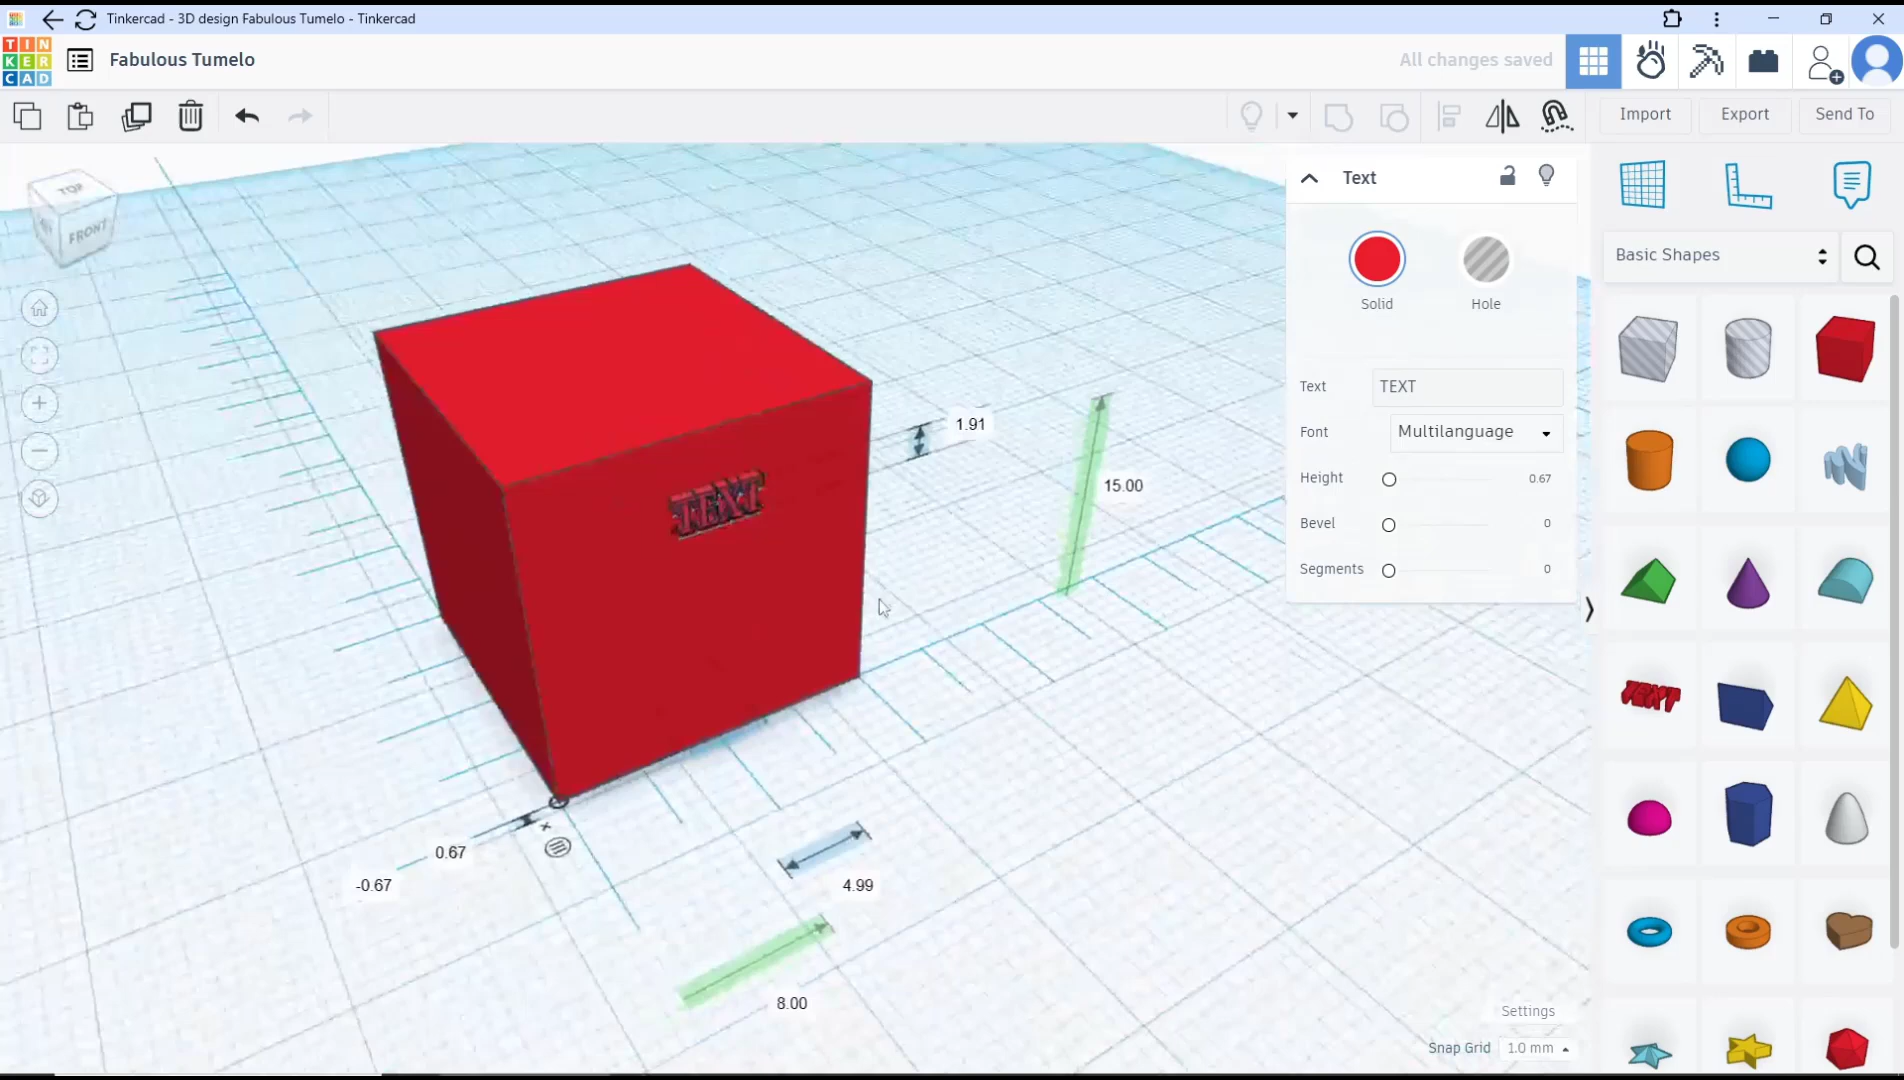 Tinkercad - 3D design Fabulous Tumelo - Tinkercad
TIN
KER
CAD
Fabulous Tumelo
All changes saved
Import
Export
Send To
TOP
FRONT
Text
Solid
Hole
Basic Shapes
Text
TEXT
Font
Multilanguage
Height
0.67
Bevel
0
Segments
0
1.91
15.00
TEXT
TEXT
0.67
-0.67
4.99
8.00
Settings
Snap Grid
1.0 mm